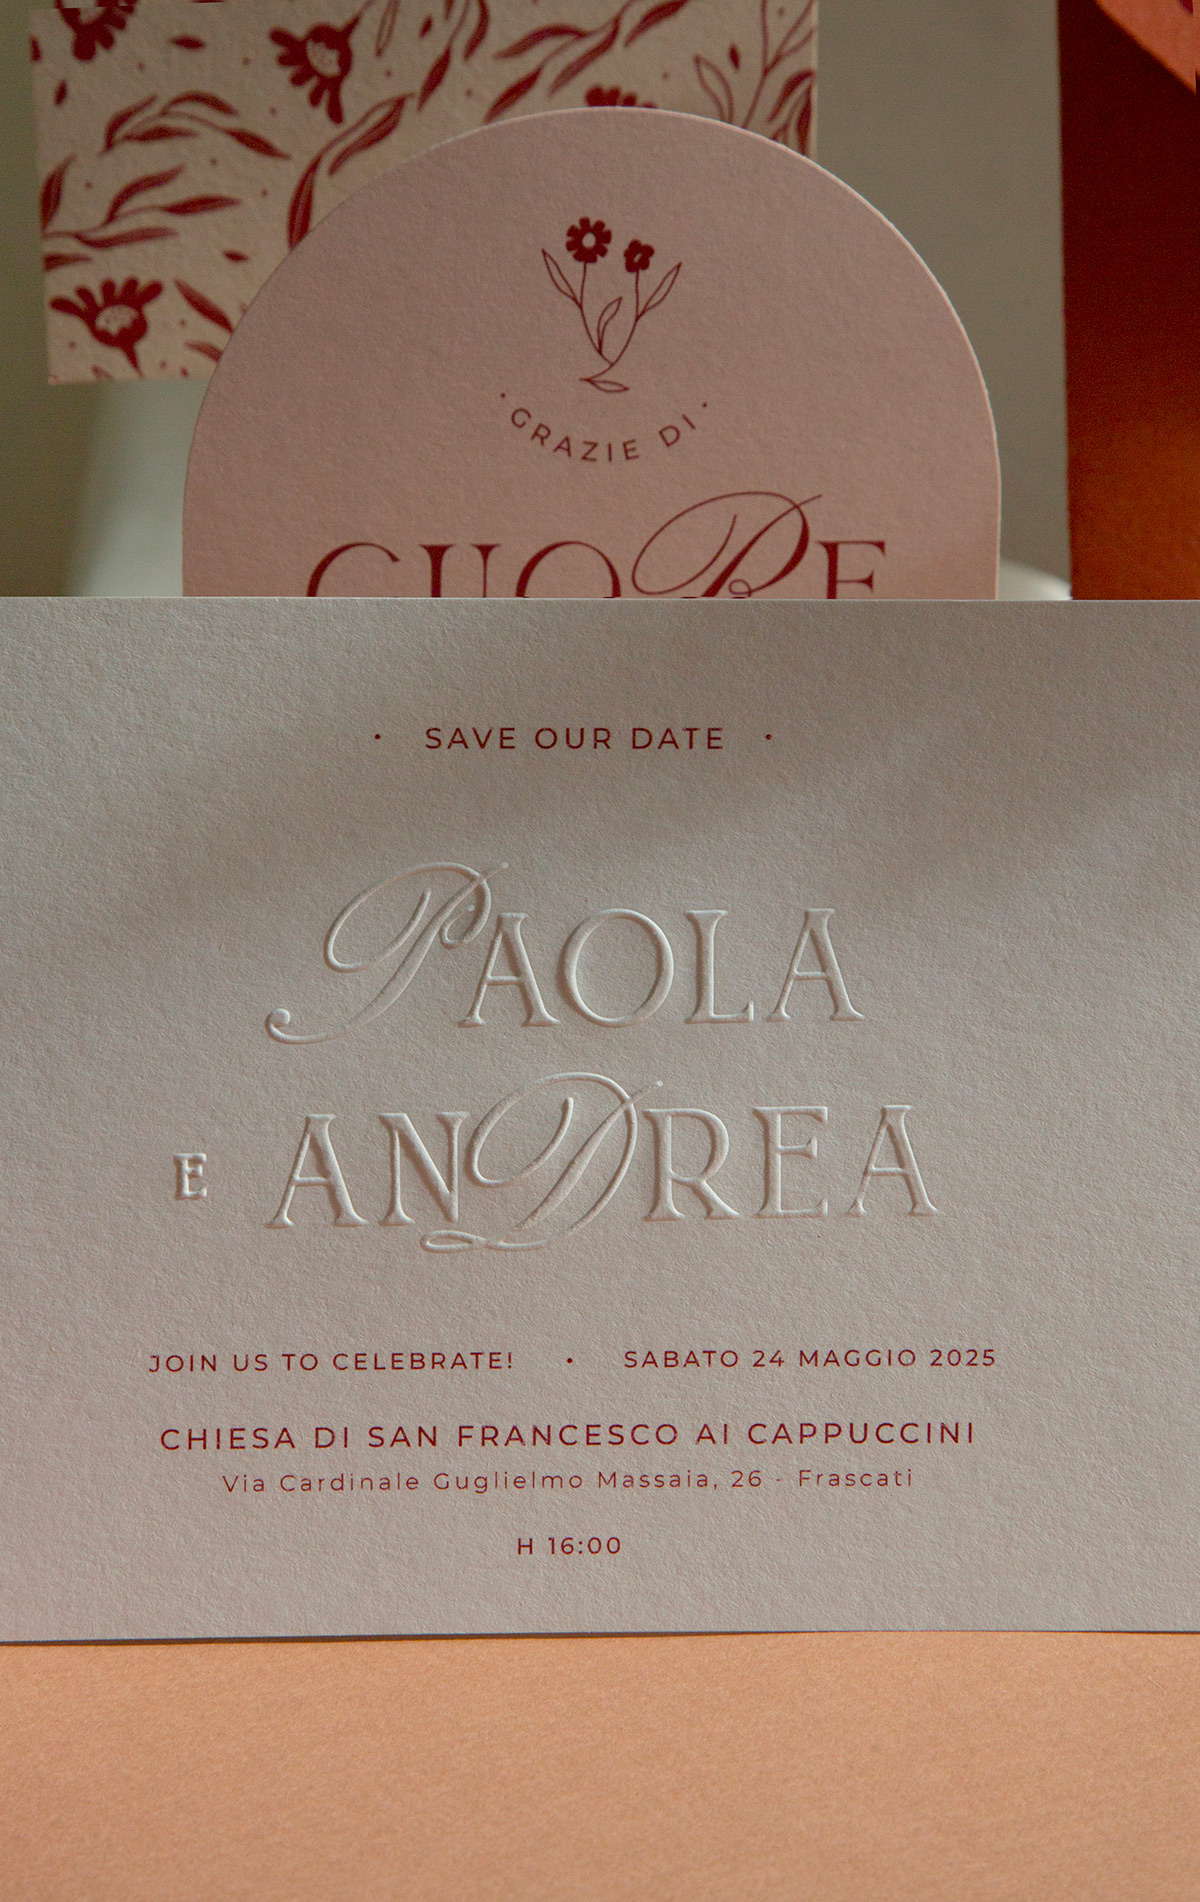 · GRAZIE DI ·
CUORE
· SAVE OUR DATE ·
PAOLA
E ANDREA
JOIN US TO CELEBRATE! · SABATO 24 MAGGIO 2025
CHIESA DI SAN FRANCESCO AI CAPPUCCINI
Via Cardinale Guglielmo Massaia, 26 - Frascati
H 16:00